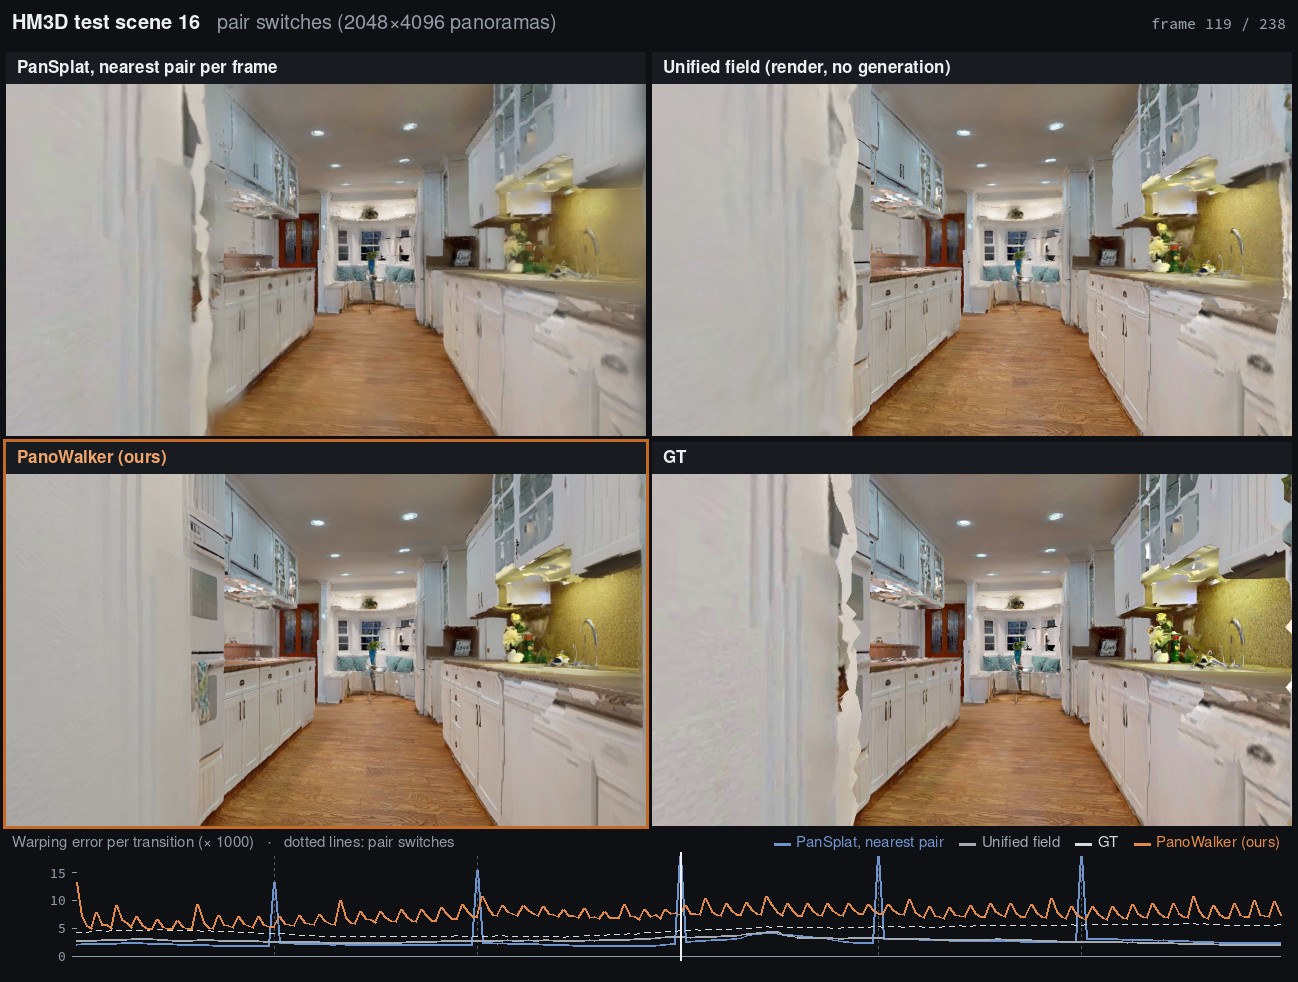 HM3D test scene 16 pair switches (2048×4096 panoramas) frame 119 / 238
PanSplat, nearest pair per frame
Unified field (render, no generation)
PanoWalker (ours)
GT
Warping error per transition (× 1000) · dotted lines: pair switches
PanSplat, nearest pair Unified field GT PanoWalker (ours)
15
10
5
0